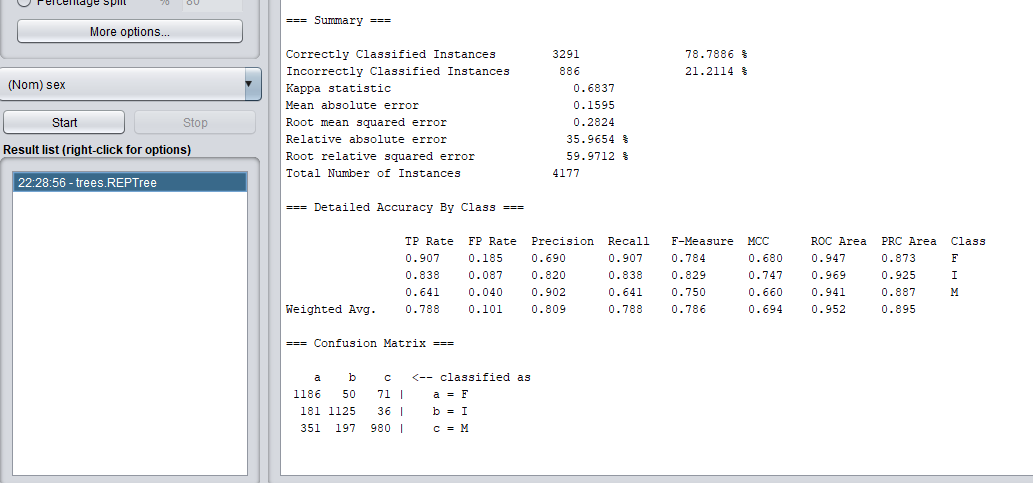 Percentage split % 80
More options...
(Nom) sex
Start Stop
Result list (right-click for options)
22:28:56 - trees.REPTree
=== Summary ===
Correctly Classified Instances 3291 78.7886 %
Incorrectly Classified Instances 886 21.2114 %
Kappa statistic 0.6837
Mean absolute error 0.1595
Root mean squared error 0.2824
Relative absolute error 35.9654 %
Root relative squared error 59.9712 %
Total Number of Instances 4177
=== Detailed Accuracy By Class ===
TP Rate FP Rate Precision Recall F-Measure MCC ROC Area PRC Area Class
0.907 0.185 0.690 0.907 0.784 0.680 0.947 0.873 F
0.838 0.087 0.820 0.838 0.829 0.747 0.969 0.925 I
0.641 0.040 0.902 0.641 0.750 0.660 0.941 0.887 M
Weighted Avg. 0.788 0.101 0.809 0.788 0.786 0.694 0.952 0.895
=== Confusion Matrix ===
a b c <-- classified as
1186 50 71 | a = F
181 1125 36 | b = I
351 197 980 | c = M